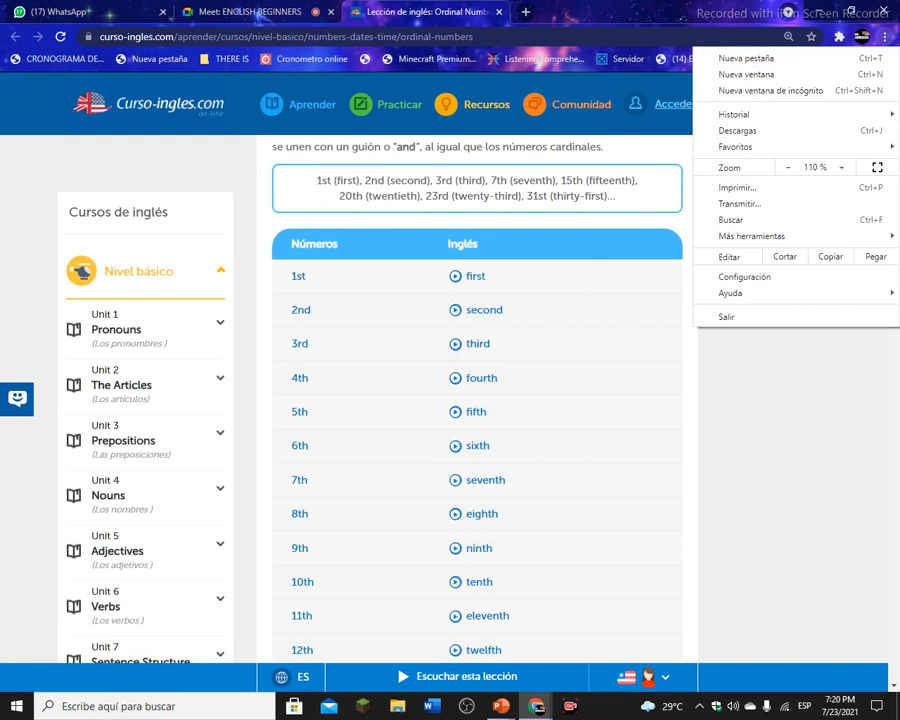 (17) WhatsApp
Meet: ENGLISH BEGINNERS
Lección de inglés: Ordinal Numb
Recorded with iTop Screen Recorder
curso-ingles.com/aprender/cursos/nivel-basico/numbers-dates-time/ordinal-numbers
CRONOGRAMA DE...
Nueva pestaña
THERE IS
Cronometro online
Minecraft Premium...
Listening comprehe...
Servidor
Curso-ingles.com
on-line
Aprender
Practicar
Recursos
Comunidad
Accede
Nueva pestaña Ctrl+T
Nueva ventana Ctrl+N
Nueva ventana de incógnito Ctrl+Shift+N
Historial
Descargas Ctrl+J
Favoritos
Zoom − 110 % +
Imprimir... Ctrl+P
Transmitir...
Buscar Ctrl+F
Más herramientas
Editar Cortar Copiar Pegar
Configuración
Ayuda
Salir
Cursos de inglés
Nivel básico
Unit 1
Pronouns
(Los pronombres )
Unit 2
The Articles
(Los artículos)
Unit 3
Prepositions
(Las preposiciones)
Unit 4
Nouns
(Los nombres )
Unit 5
Adjectives
(Los adjetivos )
Unit 6
Verbs
(Los verbos )
Unit 7
Sentence Structure
se unen con un guión o "and", al igual que los números cardinales.
1st (first), 2nd (second), 3rd (third), 7th (seventh), 15th (fifteenth),
20th (twentieth), 23rd (twenty-third), 31st (thirty-first)...
Números Inglés
1st first
2nd second
3rd third
4th fourth
5th fifth
6th sixth
7th seventh
8th eighth
9th ninth
10th tenth
11th eleventh
12th twelfth
ES
Escuchar esta lección
Escribe aquí para buscar
29°C
ESP
7:20 PM
7/23/2021